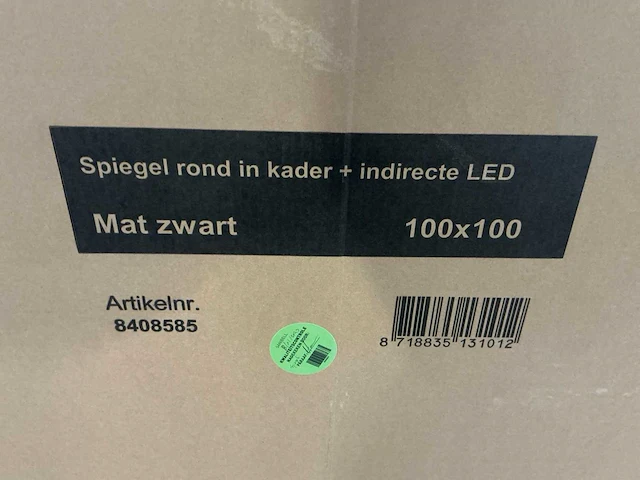 Spiegel rond in kader + indirecte LED
Mat zwart 100x100
Artikelnr.
8408585
8 718835 131012